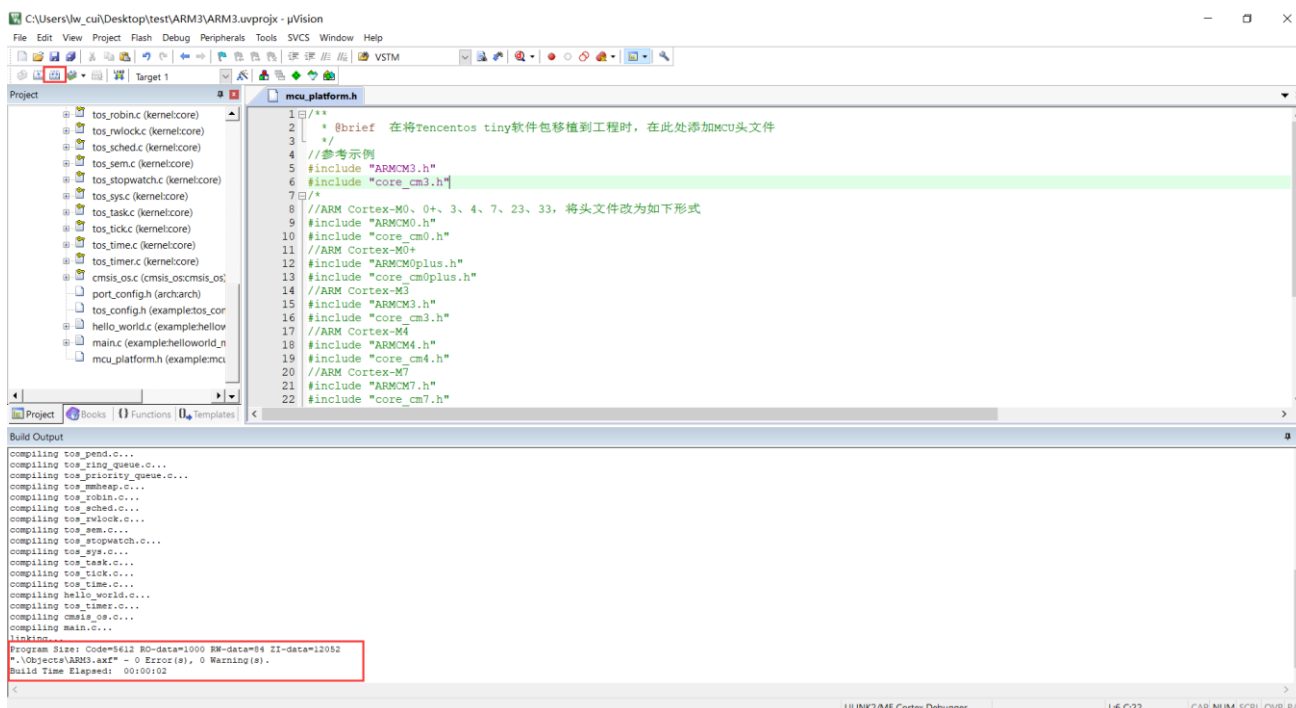 C:\Users\lw_cui\Desktop\test\ARM3\ARM3.uvprojx - µVision
File Edit View Project Flash Debug Peripherals Tools SVCS Window Help
VSTM
Target 1
Project
mcu_platform.h
tos_robin.c (kernel:core)
tos_rwlock.c (kernel:core)
tos_sched.c (kernel:core)
tos_sem.c (kernel:core)
tos_stopwatch.c (kernel:core)
tos_sys.c (kernel:core)
tos_task.c (kernel:core)
tos_tick.c (kernel:core)
tos_time.c (kernel:core)
tos_timer.c (kernel:core)
cmsis_os.c (cmsis_os:cmsis_os)
port_config.h (arch:arch)
tos_config.h (example:tos_con
hello_world.c (example:hellow
main.c (example:helloworld_m
mcu_platform.h (example:mcu
1 /**
2 * @brief 在将Tencentos tiny软件包移植到工程时，在此处添加MCU头文件
3 */
4 //参考示例
5 #include "ARMCM3.h"
6 #include "core_cm3.h"
7 /*
8 //ARM Cortex-M0、0+、3、4、7、23、33，将头文件改为如下形式
9 #include "ARMCM0.h"
10 #include "core_cm0.h"
11 //ARM Cortex-M0+
12 #include "ARMCM0plus.h"
13 #include "core_cm0plus.h"
14 //ARM Cortex-M3
15 #include "ARMCM3.h"
16 #include "core_cm3.h"
17 //ARM Cortex-M4
18 #include "ARMCM4.h"
19 #include "core_cm4.h"
20 //ARM Cortex-M7
21 #include "ARMCM7.h"
22 #include "core_cm7.h"
Project Books {} Functions Templates
Build Output
compiling tos_pend.c...
compiling tos_ring_queue.c...
compiling tos_priority_queue.c...
compiling tos_mmheap.c...
compiling tos_robin.c...
compiling tos_sched.c...
compiling tos_rwlock.c...
compiling tos_sem.c...
compiling tos_stopwatch.c...
compiling tos_sys.c...
compiling tos_task.c...
compiling tos_tick.c...
compiling tos_time.c...
compiling hello_world.c...
compiling tos_timer.c...
compiling cmsis_os.c...
compiling main.c...
linking...
Program Size: Code=5612 RO-data=1000 RW-data=84 ZI-data=12052
".\Objects\ARM3.axf" - 0 Error(s), 0 Warning(s).
Build Time Elapsed: 00:00:02
ULINK2/ME Cortex Debugger L:6 C:22 CAP NUM SCRL OVR